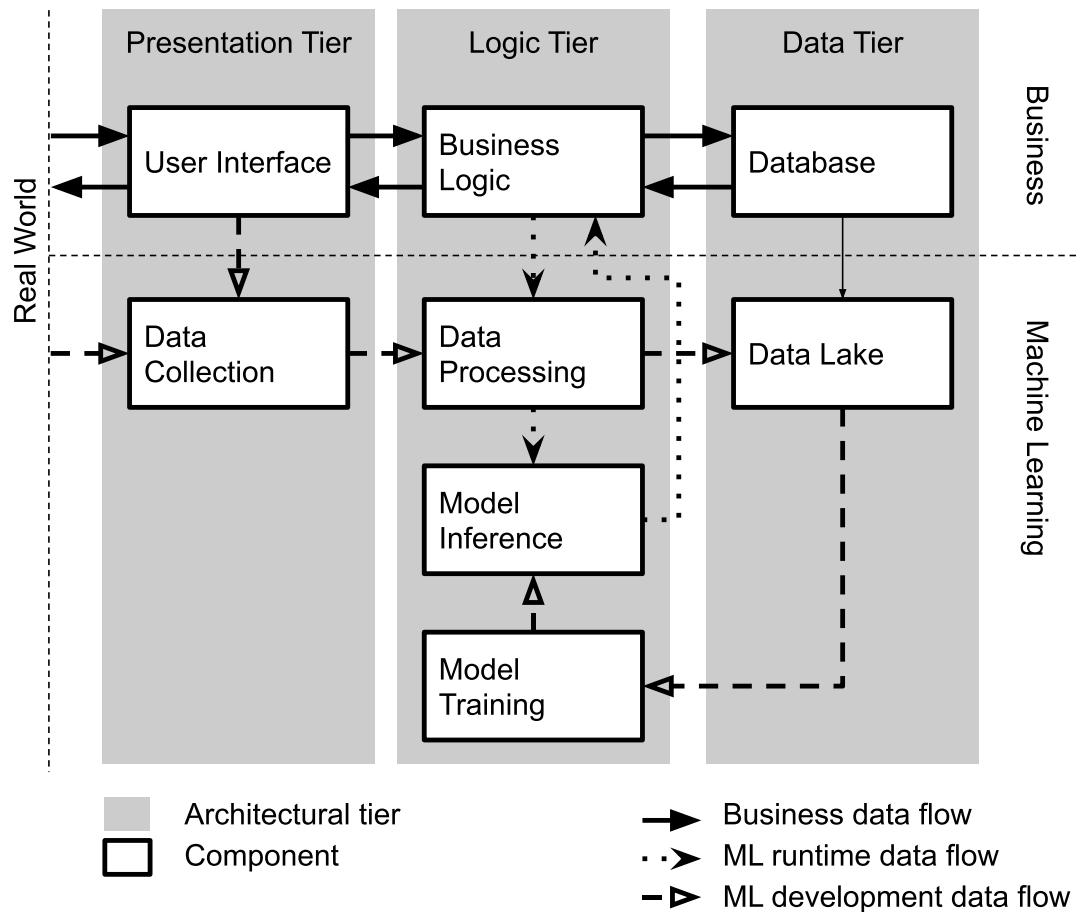 Presentation Tier
Logic Tier
Data Tier
Business
Real World
User Interface
Business
Logic
Database
Data
Collection
Data
Processing
Data Lake
Machine Learning
Model
Inference
Model
Training
Architectural tier
Component
Business data flow
ML runtime data flow
ML development data flow